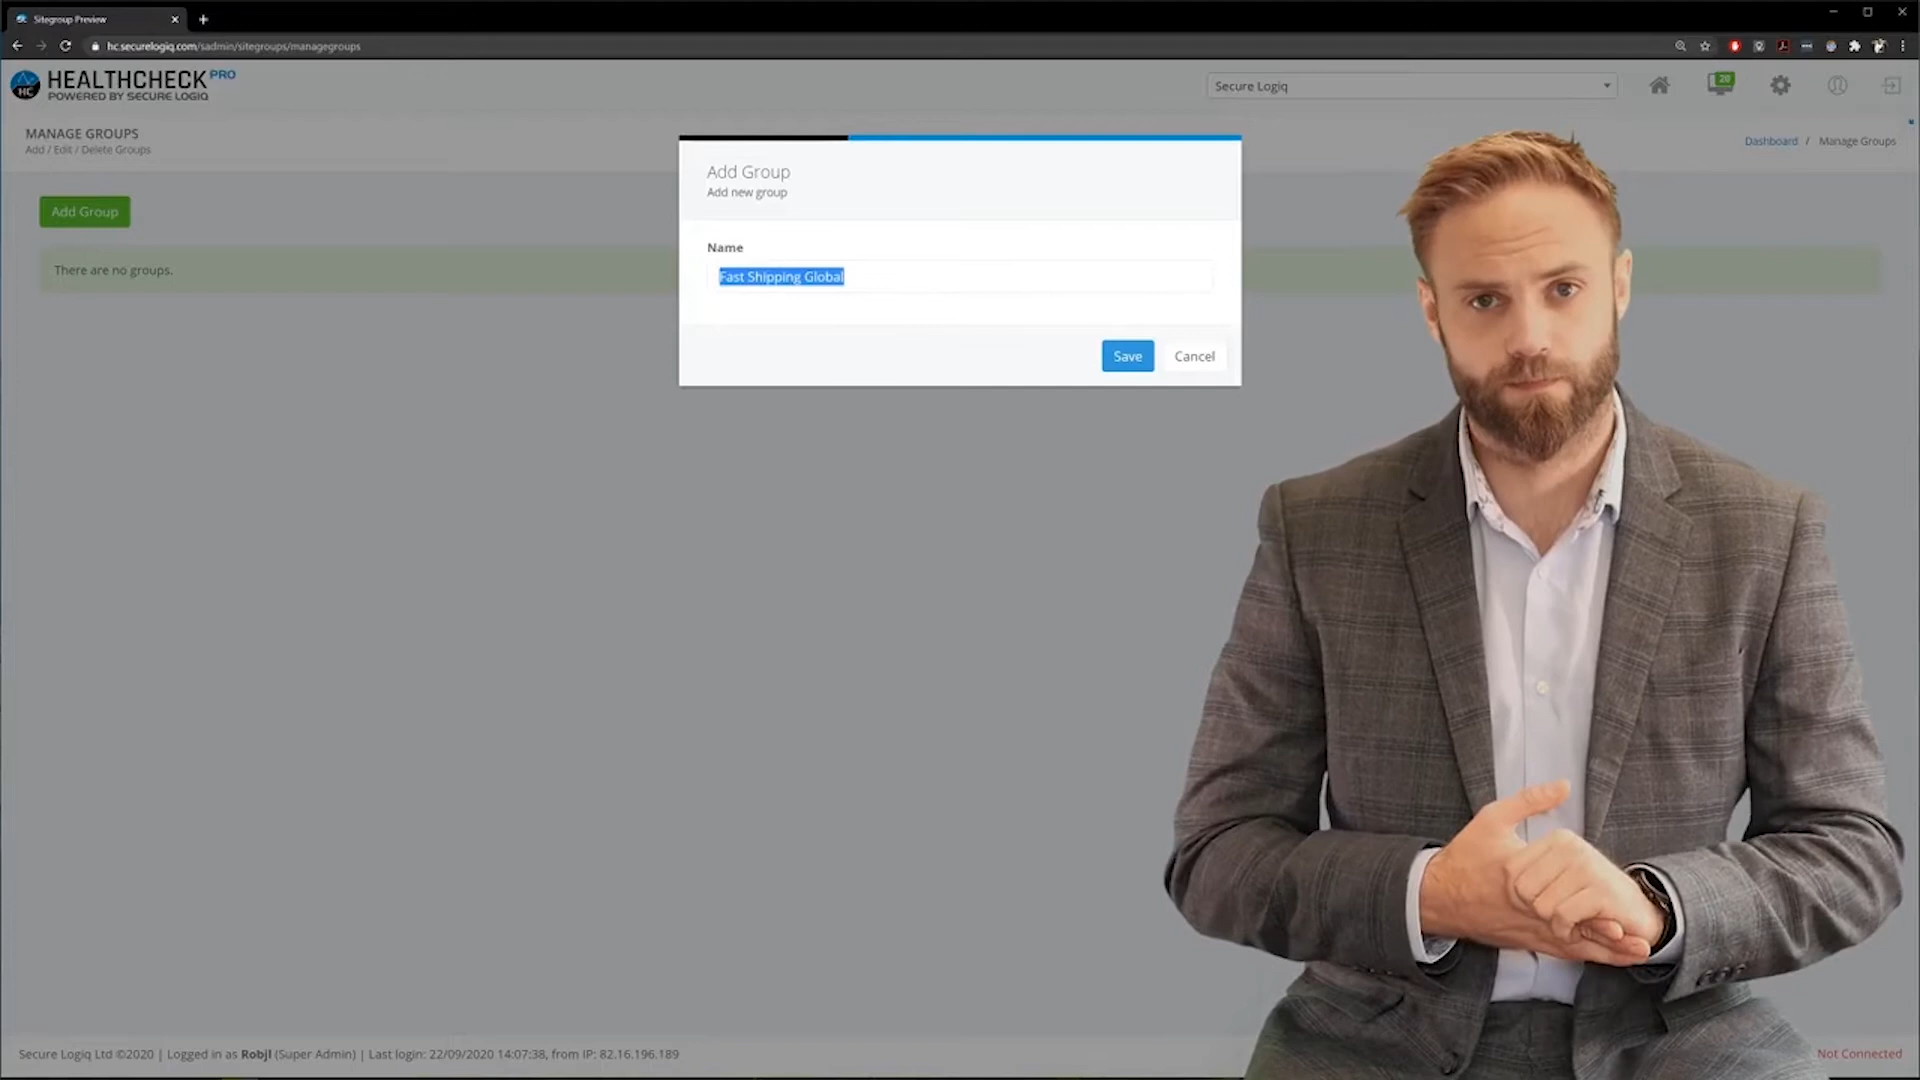 Sitegroup Preview
hc.securelogiq.com/sadmin/sitegroups/managegroups
HC
HEALTHCHECK PRO
POWERED BY SECURE LOGIQ
Secure Logiq
20
MANAGE GROUPS
Add / Edit / Delete Groups
Dashboard / Manage Groups
Add Group
Add new group
Add Group
There are no groups.
Name
Fast Shipping Global
Save
Cancel
Secure Logiq Ltd ©2020 | Logged in as Robjl (Super Admin) | Last login: 22/09/2020 14:07:38, from IP: 82.16.196.189
Not Connected